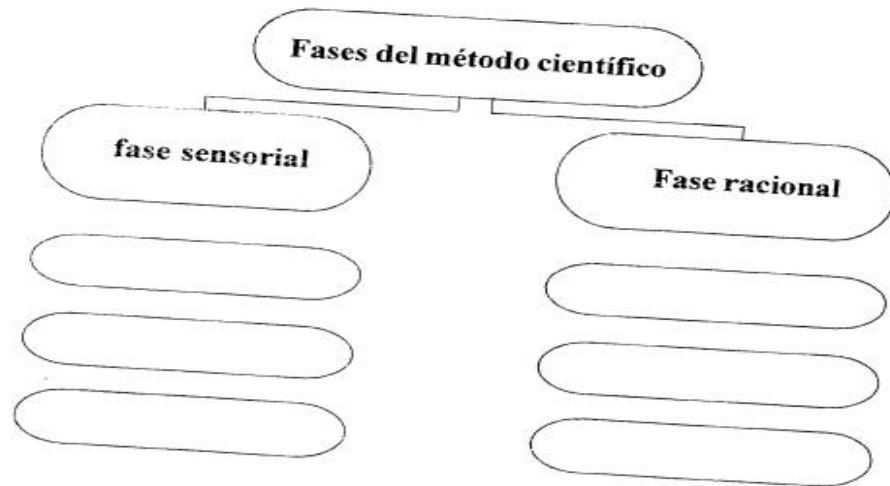 Fases del método científico
fase sensorial
Fase racional